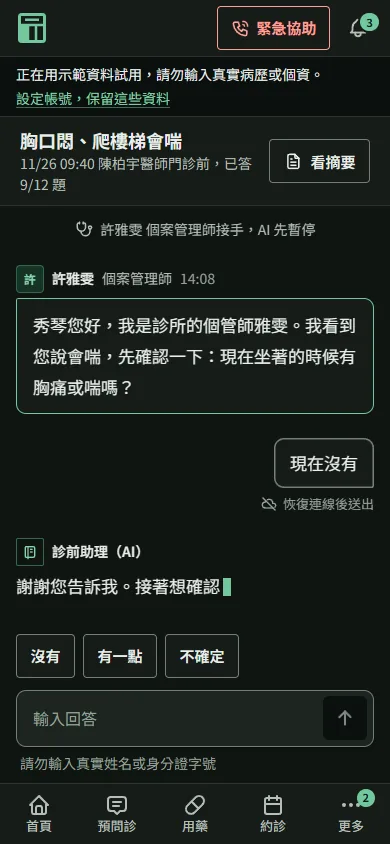 緊急協助
3
正在用示範資料試用，請勿輸入真實病歷或個資。
設定帳號，保留這些資料
胸口悶、爬樓梯會喘
11/26 09:40 陳柏宇醫師門診前，已答
9/12 題
看摘要
許雅雯 個案管理師接手，AI 先暫停
許 許雅雯 個案管理師 14:08
秀琴您好，我是診所的個管師雅雯。我看到
您說會喘，先確認一下：現在坐著的時候有
胸痛或喘嗎？
現在沒有
恢復連線後送出
診前助理（AI）
謝謝您告訴我。接著想確認
沒有 有一點 不確定
輸入回答
請勿輸入真實姓名或身分證字號
2
首頁 預問診 用藥 約診 更多